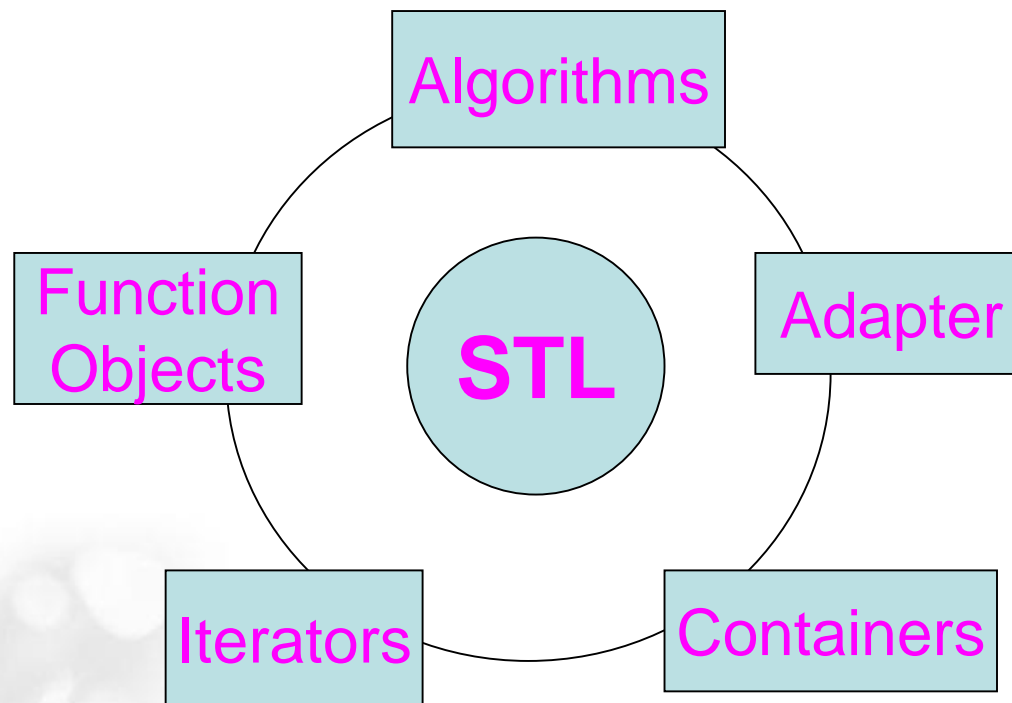 Algorithms
Function
Objects
STL
Adapter
Iterators
Containers